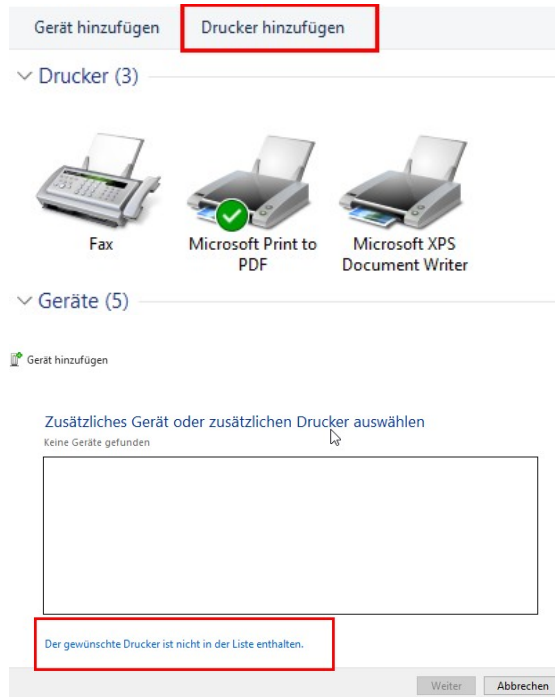 Gerät hinzufügen Drucker hinzufügen
Drucker (3)
Fax
Microsoft Print to
PDF
Microsoft XPS
Document Writer
Geräte (5)
Gerät hinzufügen
Zusätzliches Gerät oder zusätzlichen Drucker auswählen
Keine Geräte gefunden
Der gewünschte Drucker ist nicht in der Liste enthalten.
Weiter Abbrechen